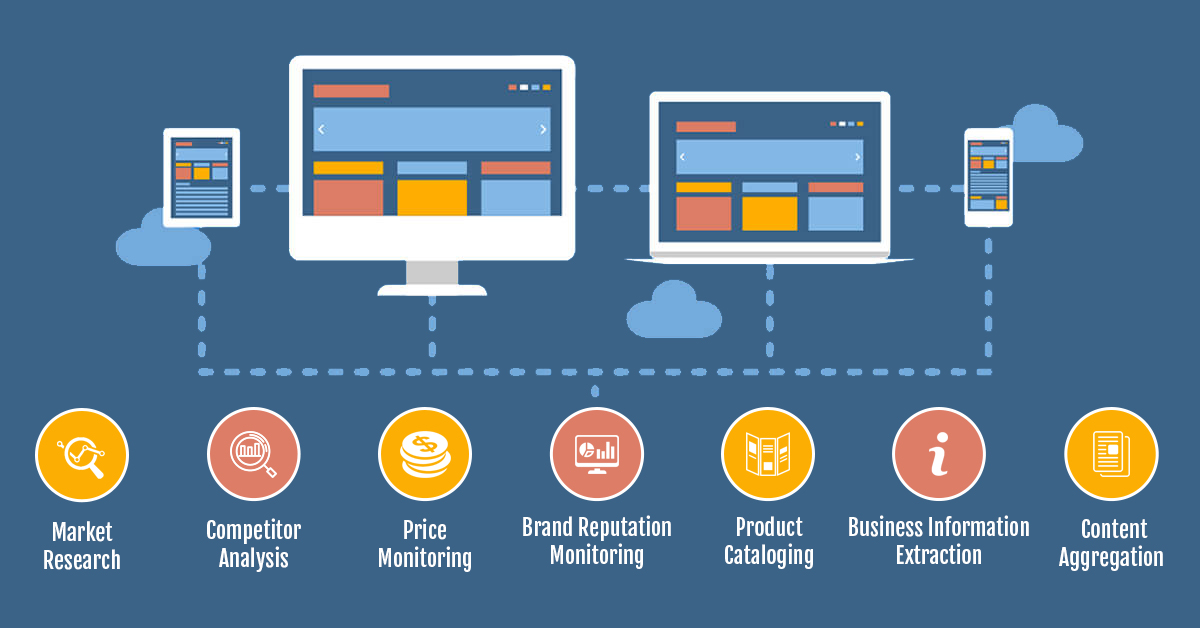 Market
Research
Competitor
Analysis
Price
Monitoring
Brand Reputation
Monitoring
Product
Cataloging
Business Information
Extraction
Content
Aggregation